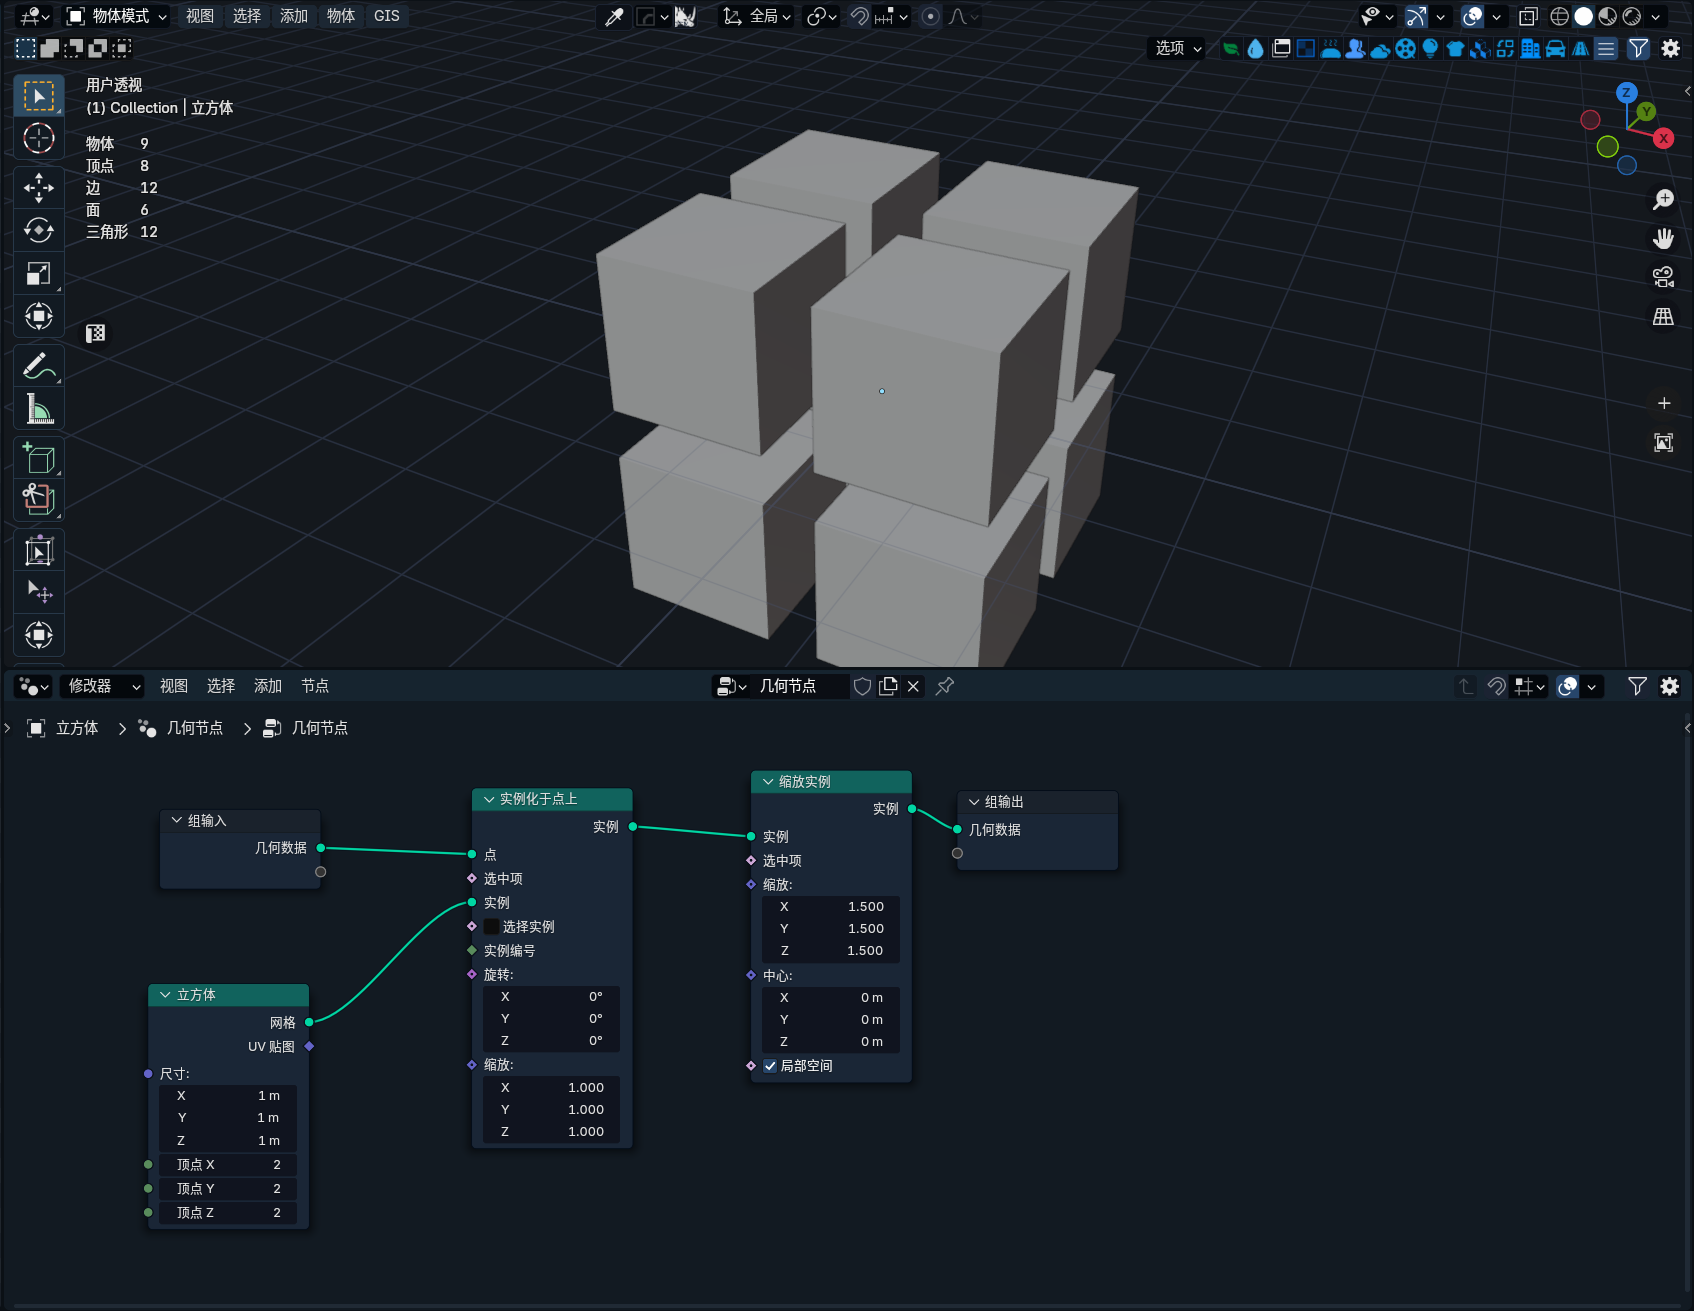 物体模式 视图 选择 添加 物体 GIS 全局
选项
用户透视
(1) Collection | 立方体
物体 9
顶点 8
边 12
面 6
三角形 12
Z
Y
X
修改器 视图 选择 添加 节点 几何节点
立方体 几何节点 几何节点
组输入
几何数据
立方体
网格
UV 贴图
尺寸:
X 1 m
Y 1 m
Z 1 m
顶点 X 2
顶点 Y 2
顶点 Z 2
实例化于点上
实例
点
选中项
实例
选择实例
实例编号
旋转:
X 0°
Y 0°
Z 0°
缩放:
X 1.000
Y 1.000
Z 1.000
缩放实例
实例
实例
选中项
缩放:
X 1.500
Y 1.500
Z 1.500
中心:
X 0 m
Y 0 m
Z 0 m
局部空间
组输出
几何数据